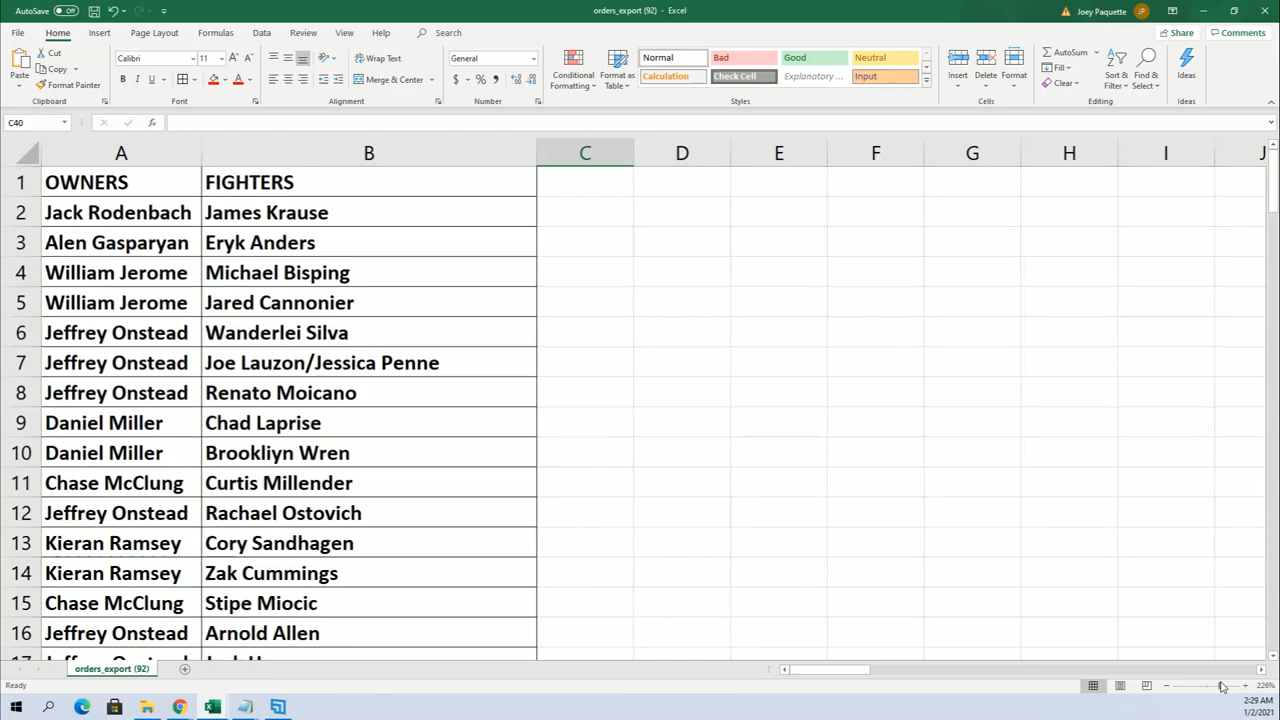 AutoSave Off orders_export (92) - Excel Joey Paquette JP
File Home Insert Page Layout Formulas Data Review View Help Search Share Comments
Paste Cut Copy Format Painter Clipboard
Calibri 11 A A B I U A Font
Wrap Text Merge & Center Alignment
General $ % Number
Conditional Formatting Format as Table
Normal Bad Good Neutral
Calculation Check Cell Explanatory ... Input
Styles
Insert Delete Format Cells
AutoSum Fill Clear Sort & Filter Find & Select Editing
Ideas Ideas
C40 fx
A B C D E F G H I J
1 OWNERS FIGHTERS
2 Jack Rodenbach James Krause
3 Alen Gasparyan Eryk Anders
4 William Jerome Michael Bisping
5 William Jerome Jared Cannonier
6 Jeffrey Onstead Wanderlei Silva
7 Jeffrey Onstead Joe Lauzon/Jessica Penne
8 Jeffrey Onstead Renato Moicano
9 Daniel Miller Chad Laprise
10 Daniel Miller Brookliyn Wren
11 Chase McClung Curtis Millender
12 Jeffrey Onstead Rachael Ostovich
13 Kieran Ramsey Cory Sandhagen
14 Kieran Ramsey Zak Cummings
15 Chase McClung Stipe Miocic
16 Jeffrey Onstead Arnold Allen
orders_export (92)
Ready 226%
2:29 AM
1/2/2021